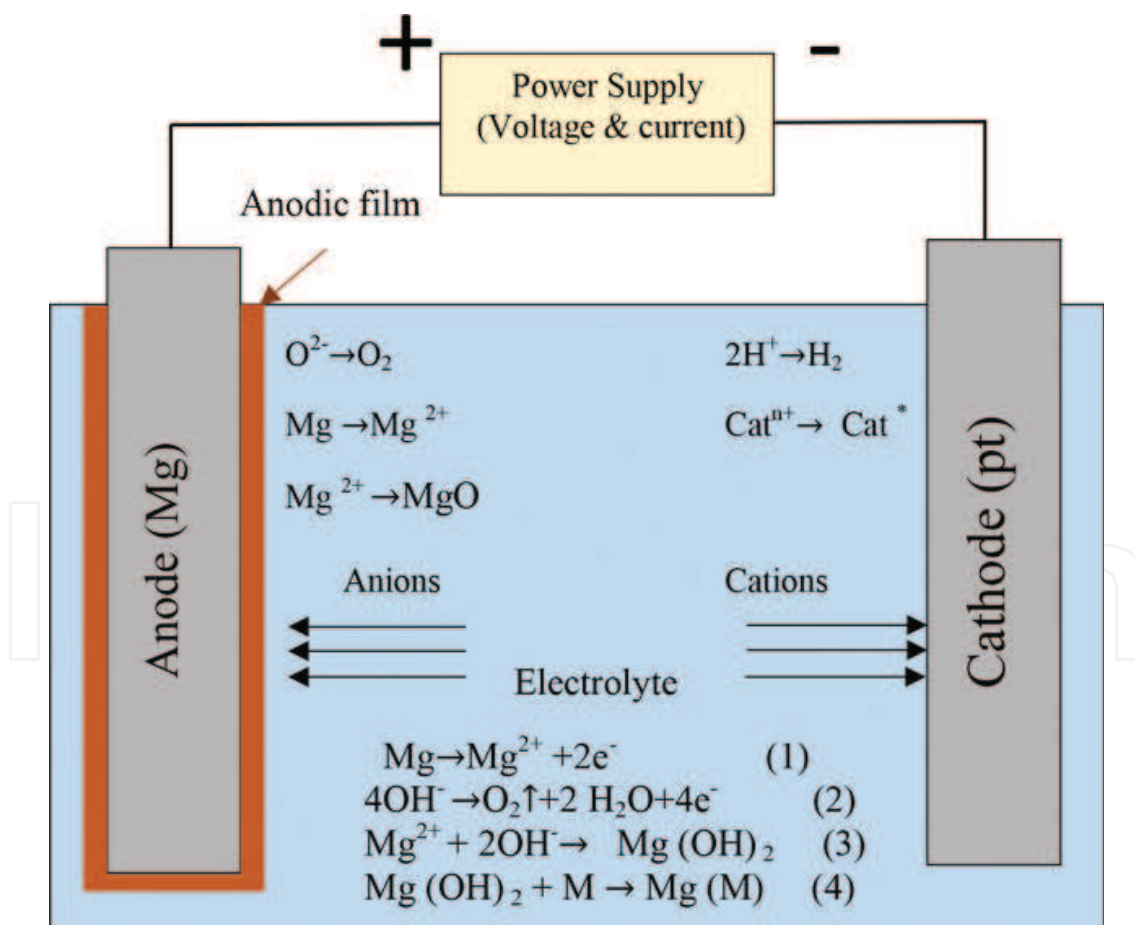 + -
Power Supply
(Voltage & current)
Anodic film
O²⁻→O₂
Mg →Mg ²⁺
Mg ²⁺→MgO
2H⁺→H₂
Catⁿ⁺→ Cat *
Anode (Mg)
Cathode (pt)
Anions
Cations
Electrolyte
Mg→Mg²⁺ +2e⁻ (1)
4OH⁻→O₂↑+2 H₂O+4e⁻ (2)
Mg²⁺ + 2OH⁻→ Mg (OH) ₂ (3)
Mg (OH) ₂ + M → Mg (M) (4)